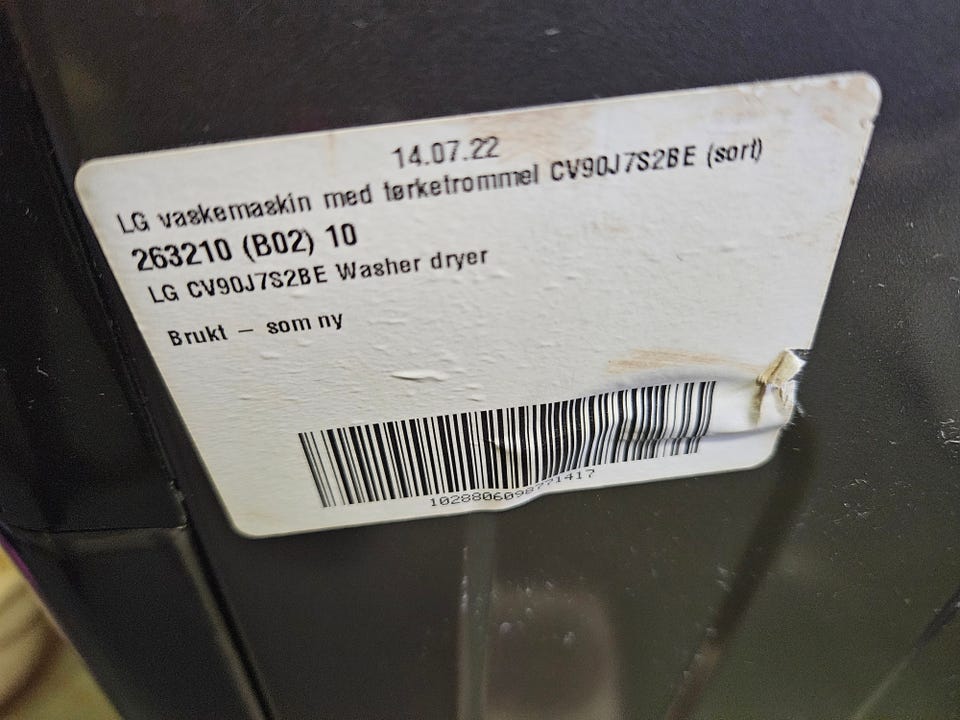 14.07.22
LG vaskemaskin med tørketrommel CV90J7S2BE (sort)
263210 (B02) 10
LG CV90J7S2BE Washer dryer
Brukt – som ny